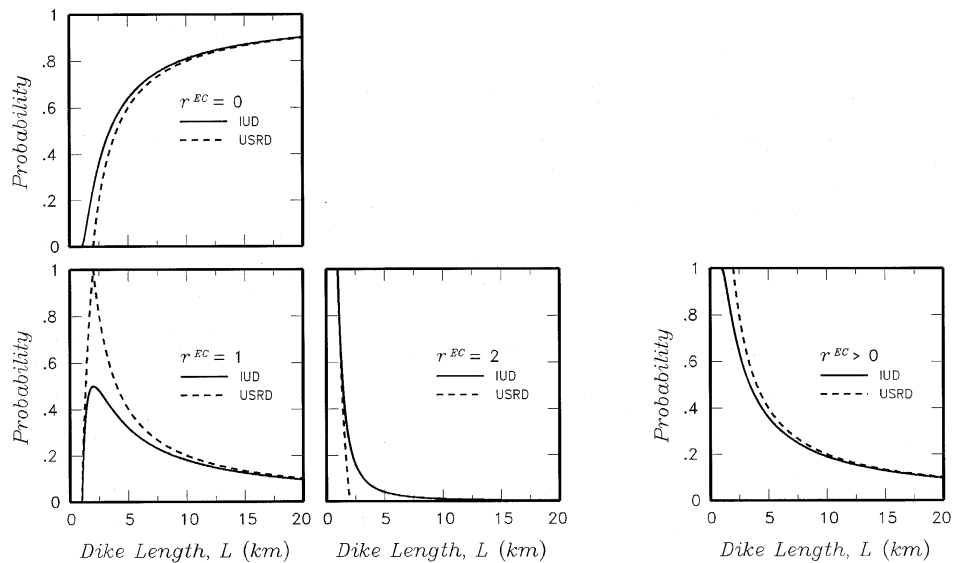 1
.8
.6
.4
.2
0
Probability
r EC = 0
IUD
USRD
1
.8
.6
.4
.2
0
Probability
r EC = 1
IUD
USRD
0 5 10 15 20
Dike Length, L (km)
r EC = 2
IUD
USRD
0 5 10 15 20
Dike Length, L (km)
1
.8
.6
.4
.2
0
Probability
r EC > 0
IUD
USRD
0 5 10 15 20
Dike Length, L (km)